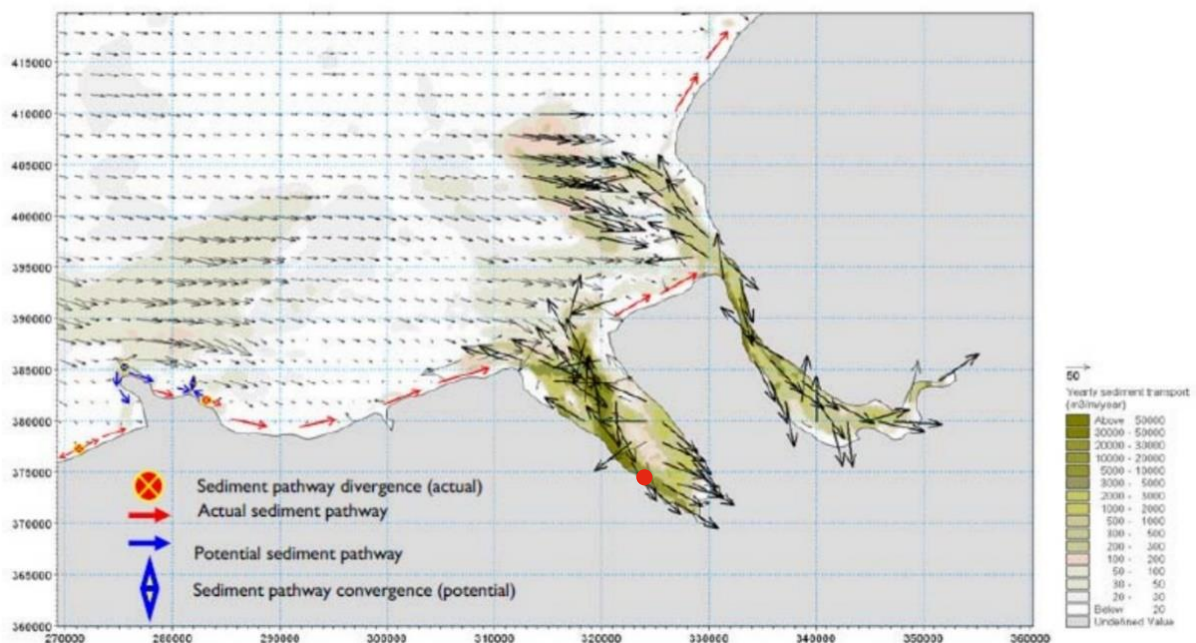 415000
410000
405000
400000
395000
390000
385000
380000
375000
370000
365000
360000
270000 280000 290000 300000 310000 320000 330000 340000 350000 360000
Sediment pathway divergence (actual)
Actual sediment pathway
Potential sediment pathway
Sediment pathway convergence (potential)
50
Yearly sediment transport
(m3/m/year)
Above 50000
30000 - 50000
20000 - 30000
10000 - 20000
5000 - 10000
3000 - 5000
2000 - 3000
1000 - 2000
500 - 1000
300 - 500
200 - 300
100 - 200
50 - 100
30 - 50
20 - 30
Below 20
Undefined Value